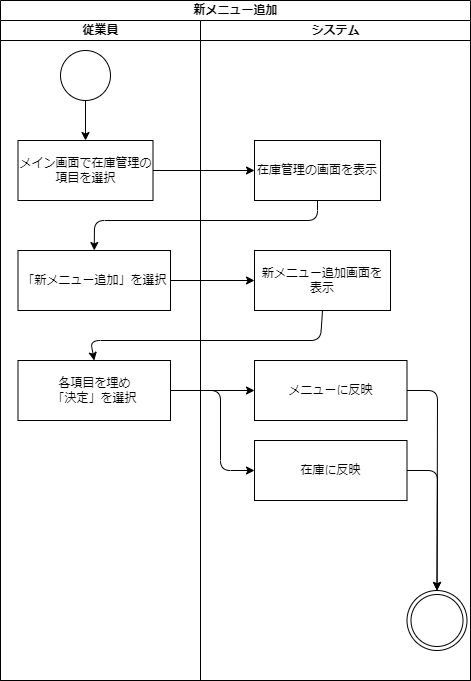 新メニュー追加
従業員
システム
メイン画面で在庫管理の
項目を選択
在庫管理の画面を表示
「新メニュー追加」を選択
新メニュー追加画面を
表示
各項目を埋め
「決定」を選択
メニューに反映
在庫に反映